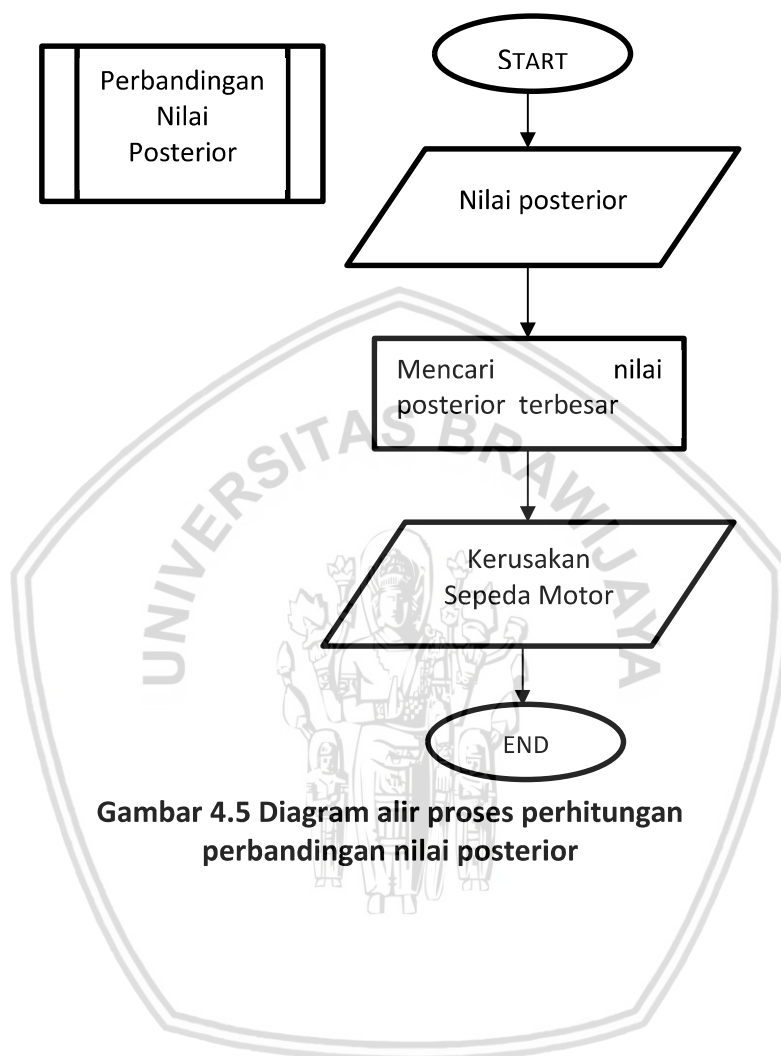 Perbandingan
Nilai
Posterior
START
Nilai posterior
Mencari nilai
posterior terbesar
Kerusakan
Sepeda Motor
END
UNIVERSITAS BRAWIJAYA
Gambar 4.5 Diagram alir proses perhitungan
perbandingan nilai posterior